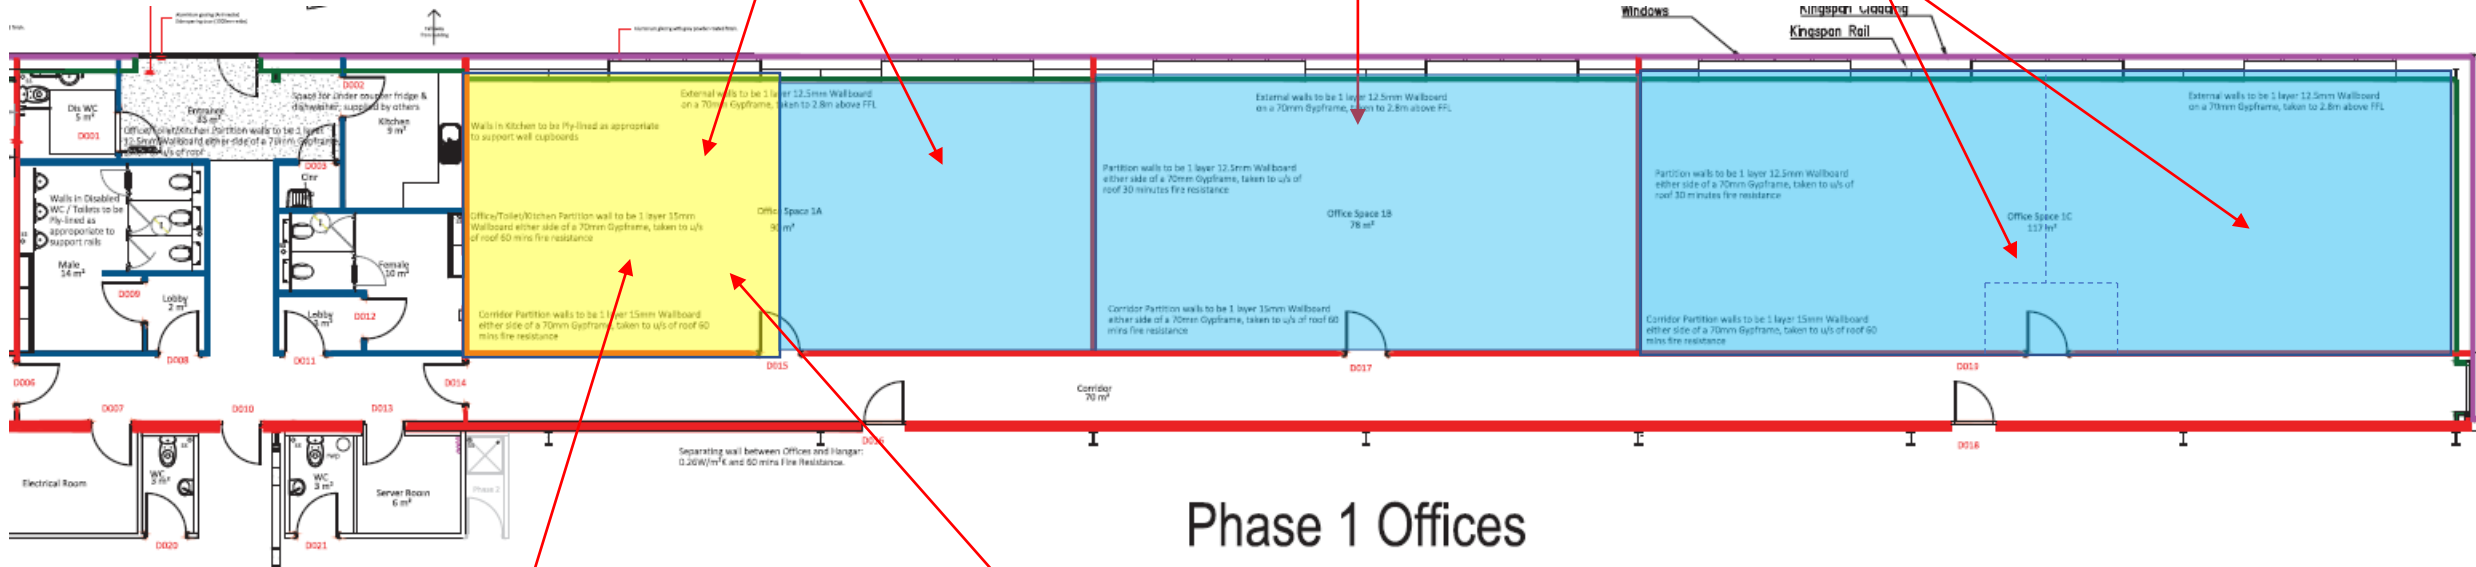 Windows
Kingspan Cladding
Kingspan Rail
D002
Space for Under counter fridge &
dishwasher, supplied by others
Dis WC
5 m²
D001
Entrance
35 m²
Kitchen
9 m²
Office/Toilet/Kitchen Partition walls to be 1 layer
12.5mm Wallboard either side of a 70mm Gypframe,
taken to u/s of roof
D003
Clnr
Walls in Disabled
WC / Toilets to be
Ply-lined as
approporiate to
support rails
Male
14 m²
Female
10 m²
D009
Lobby
2 m²
Lobby
3 m²
D012
D008
D011
D006
D014
D007
D010
D013
External walls to be 1 layer 12.5mm Wallboard
on a 70mm Gypframe, taken to 2.8m above FFL
Walls in Kitchen to be Ply-lined as appropriate
to support wall cupboards
Office/Toilet/Kitchen Partition wall to be 1 layer 15mm
Wallboard either side of a 70mm Gypframe, taken to u/s
of roof 60 mins fire resistance
Office Space 1A
90 m²
Corridor Partition walls to be 1 layer 15mm Wallboard
either side of a 70mm Gypframe, taken to u/s of roof 60
mins fire resistance
D015
External walls to be 1 layer 12.5mm Wallboard
on a 70mm Gypframe, taken to 2.8m above FFL
Partition walls to be 1 layer 12.5mm Wallboard
either side of a 70mm Gypframe, taken to u/s of
roof 30 minutes fire resistance
Office Space 1B
78 m²
Corridor Partition walls to be 1 layer 15mm Wallboard
either side of a 70mm Gypframe, taken to u/s of roof 60
mins fire resistance
D017
External walls to be 1 layer 12.5mm Wallboard
on a 70mm Gypframe, taken to 2.8m above FFL
Partition walls to be 1 layer 12.5mm Wallboard
either side of a 70mm Gypframe, taken to u/s of
roof 30 minutes fire resistance
Office Space 1C
117 m²
Corridor Partition walls to be 1 layer 15mm Wallboard
either side of a 70mm Gypframe, taken to u/s of roof 60
mins fire resistance
D019
Corridor
70 m²
D016
D018
Separating wall between Offices and Hangar:
0.26W/m²K and 60 mins Fire Resistance.
Electrical Room
WC
3 m²
WC
3 m²
Server Room
6 m²
Phase 2
D020
D021
Phase 1 Offices